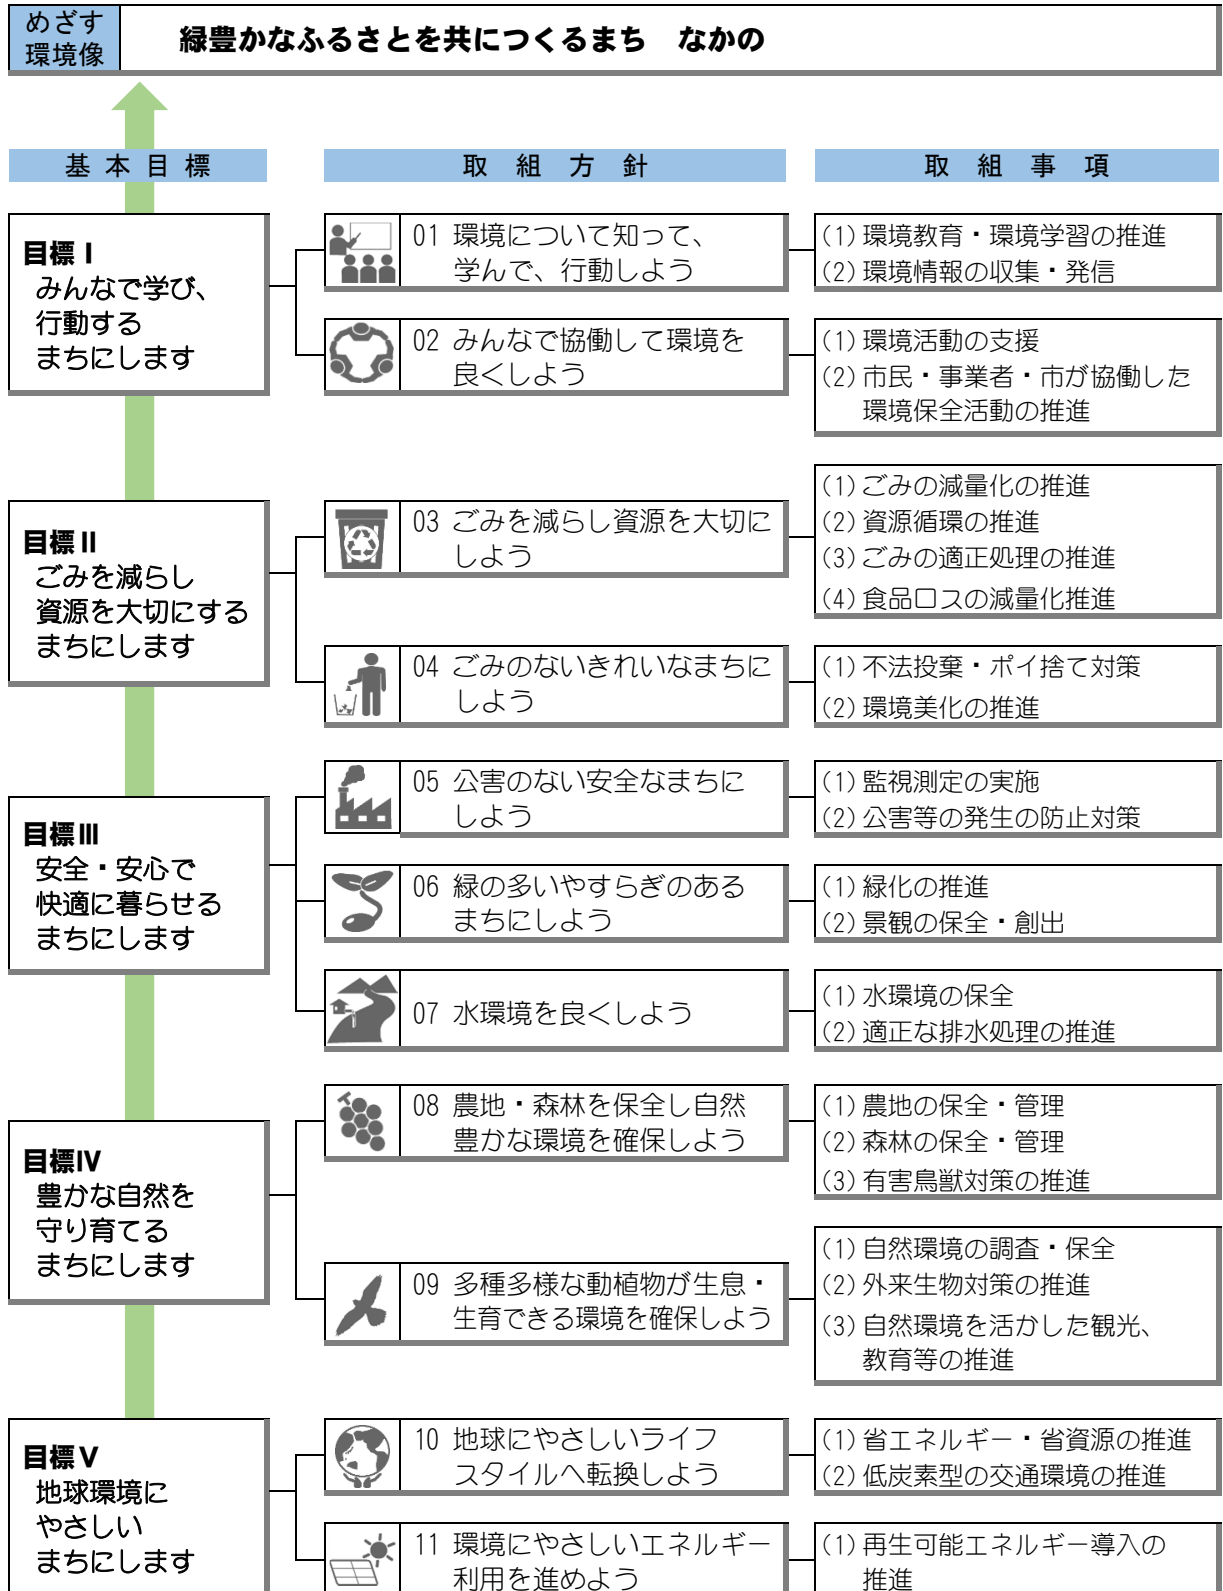 めざす
環境像
緑豊かなふるさとを共につくるまち　なかの
基本目標
取組方針
取組事項
目標Ⅰ
みんなで学び、
行動する
まちにします
01 環境について知って、
学んで、行動しよう
(1)環境教育・環境学習の推進
(2)環境情報の収集・発信
02 みんなで協働して環境を
良くしよう
(1)環境活動の支援
(2)市民・事業者・市が協働した
環境保全活動の推進
目標Ⅱ
ごみを減らし
資源を大切にする
まちにします
03 ごみを減らし資源を大切に
しよう
(1)ごみの減量化の推進
(2)資源循環の推進
(3)ごみの適正処理の推進
(4)食品ロスの減量化推進
04 ごみのないきれいなまちに
しよう
(1)不法投棄・ポイ捨て対策
(2)環境美化の推進
目標Ⅲ
安全・安心で
快適に暮らせる
まちにします
05 公害のない安全なまちに
しよう
(1)監視測定の実施
(2)公害等の発生の防止対策
06 緑の多いやすらぎのある
まちにしよう
(1)緑化の推進
(2)景観の保全・創出
07 水環境を良くしよう
(1)水環境の保全
(2)適正な排水処理の推進
目標Ⅳ
豊かな自然を
守り育てる
まちにします
08 農地・森林を保全し自然
豊かな環境を確保しよう
(1)農地の保全・管理
(2)森林の保全・管理
(3)有害鳥獣対策の推進
09 多種多様な動植物が生息・
生育できる環境を確保しよう
(1)自然環境の調査・保全
(2)外来生物対策の推進
(3)自然環境を活かした観光、
教育等の推進
目標Ⅴ
地球環境に
やさしい
まちにします
10 地球にやさしいライフ
スタイルへ転換しよう
(1)省エネルギー・省資源の推進
(2)低炭素型の交通環境の推進
11 環境にやさしいエネルギー
利用を進めよう
(1)再生可能エネルギー導入の
推進